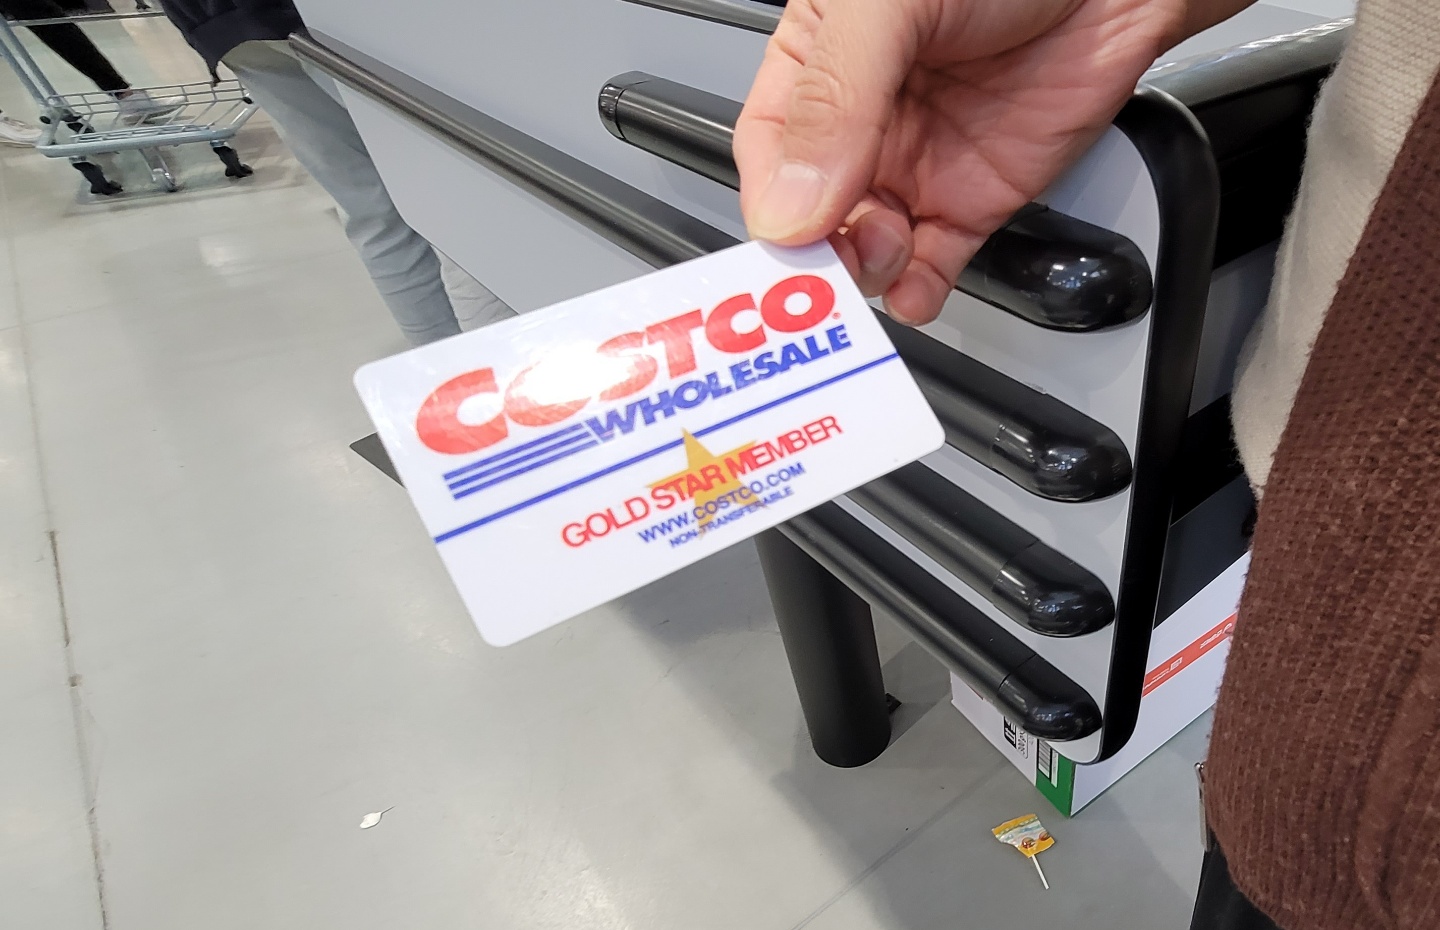 COSTCO
WHOLESALE
GOLD STAR MEMBER
WWW.COSTCO.COM
NON-TRANSFERABLE